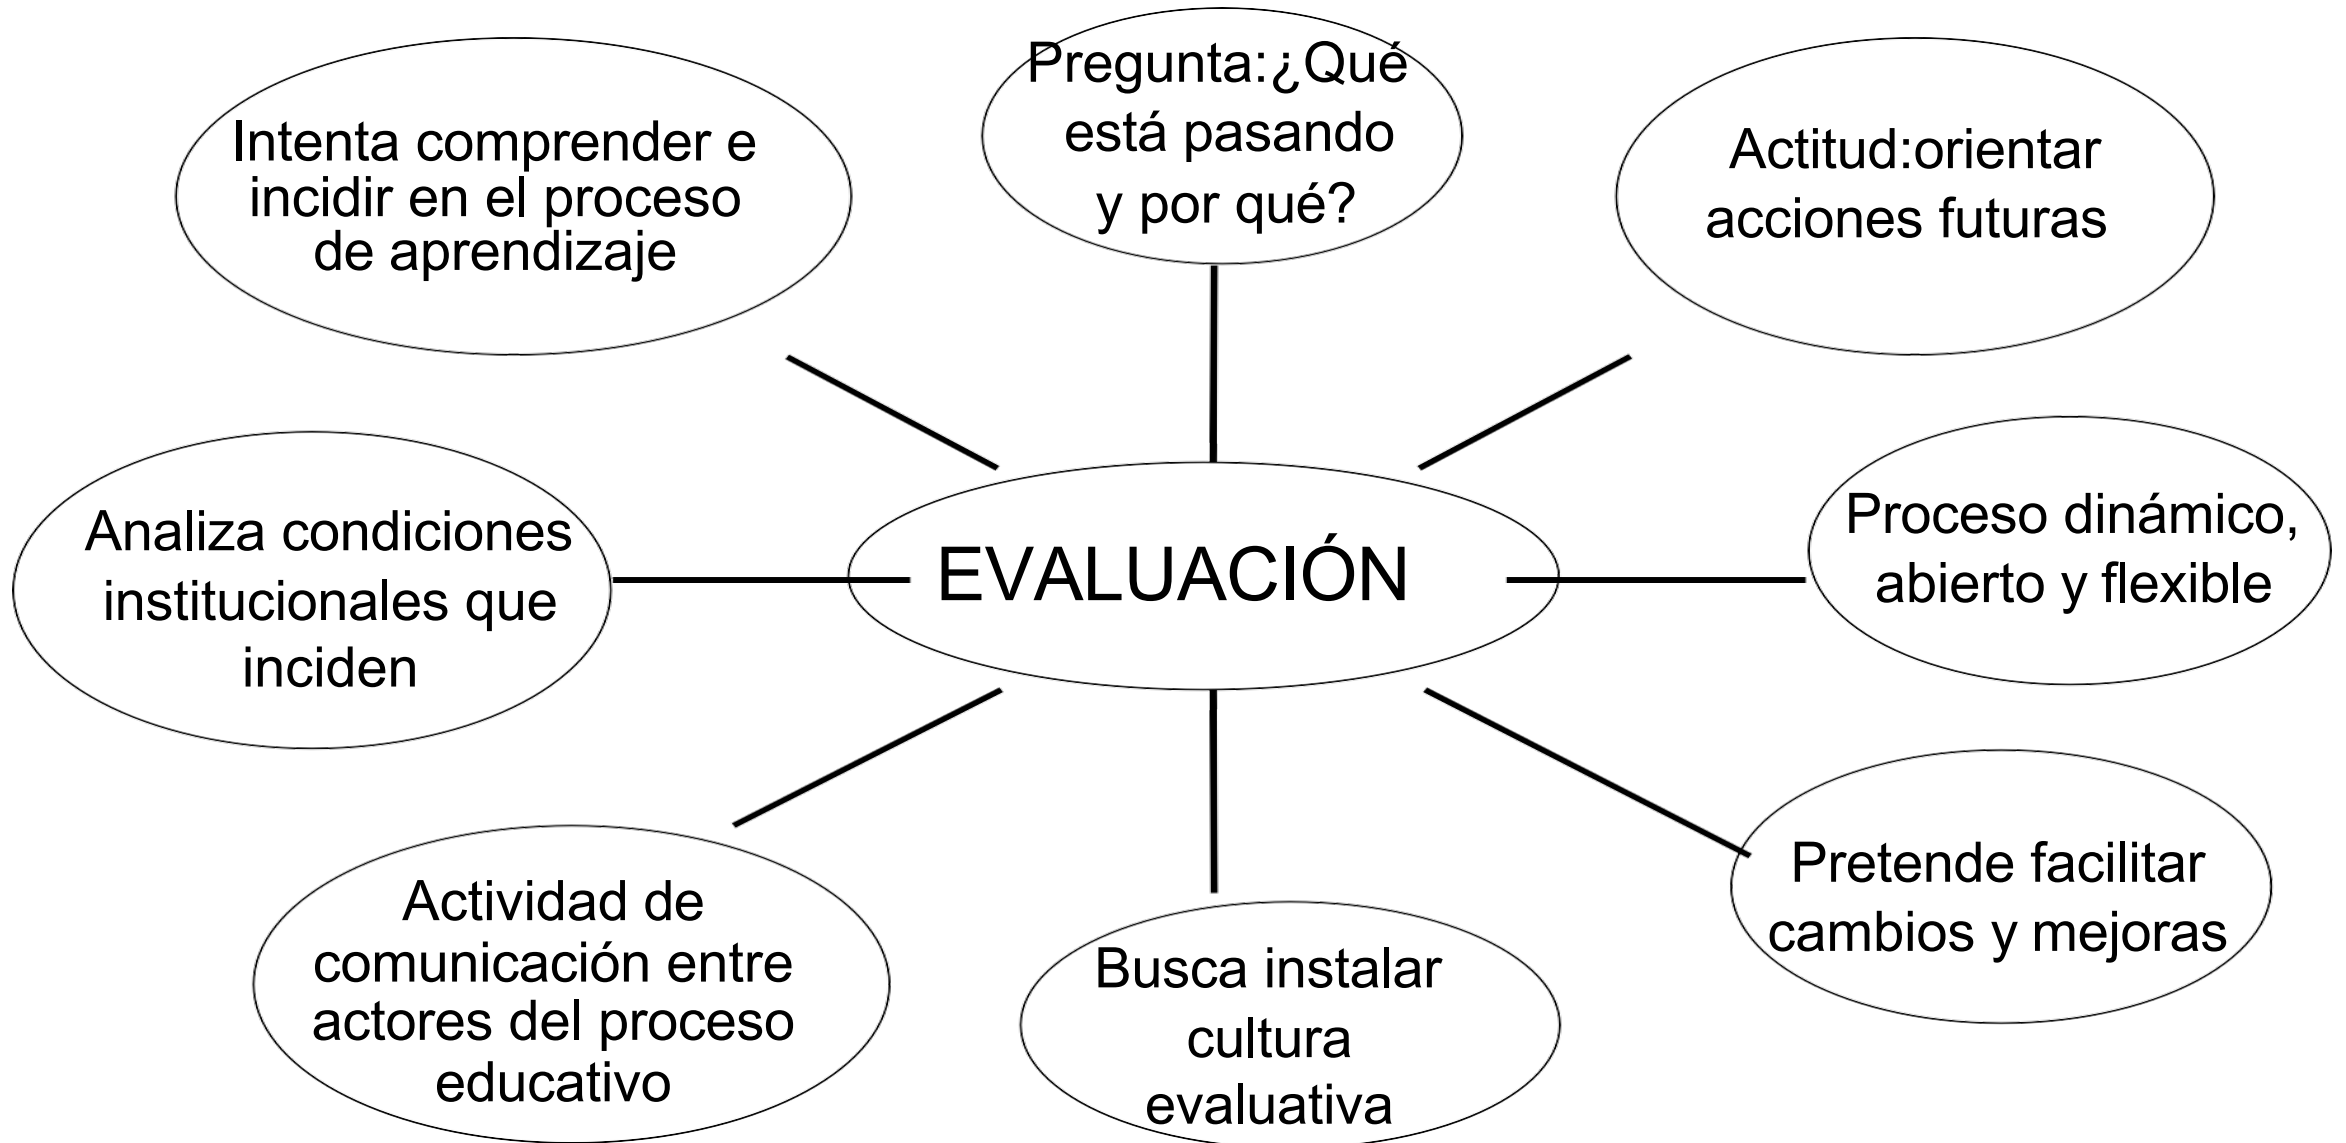 Intenta comprender e
incidir en el proceso
de aprendizaje
Pregunta:¿Qué
está pasando
y por qué?
Actitud:orientar
acciones futuras
Analiza condiciones
institucionales que
inciden
EVALUACIÓN
Proceso dinámico,
abierto y flexible
Actividad de
comunicación entre
actores del proceso
educativo
Busca instalar
cultura
evaluativa
Pretende facilitar
cambios y mejoras